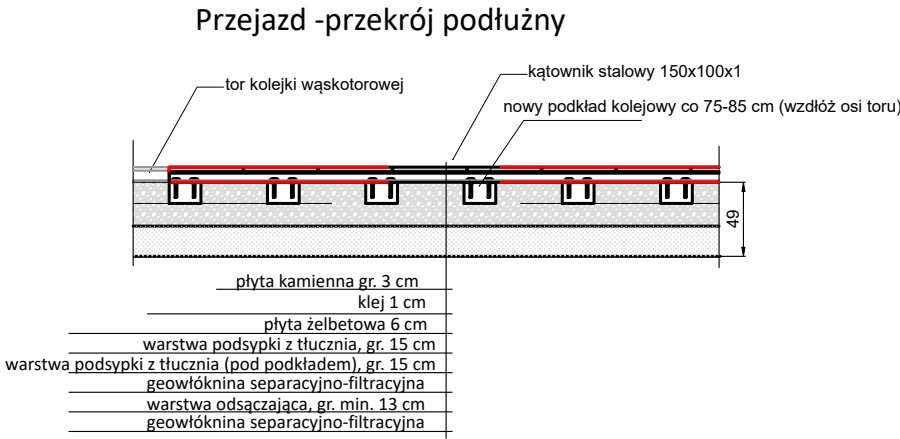 Przejazd -przekrój podłużny
kątownik stalowy 150x100x1
tor kolejki wąskotorowej
nowy podkład kolejowy co 75-85 cm (wzdłóż osi toru)
49
płyta kamienna gr. 3 cm
klej 1 cm
płyta żelbetowa 6 cm
warstwa podsypki z tłucznia, gr. 15 cm
warstwa podsypki z tłucznia (pod podkładem), gr. 15 cm
geowłóknina separacyjno-filtracyjna
warstwa odsączająca, gr. min. 13 cm
geowłóknina separacyjno-filtracyjna